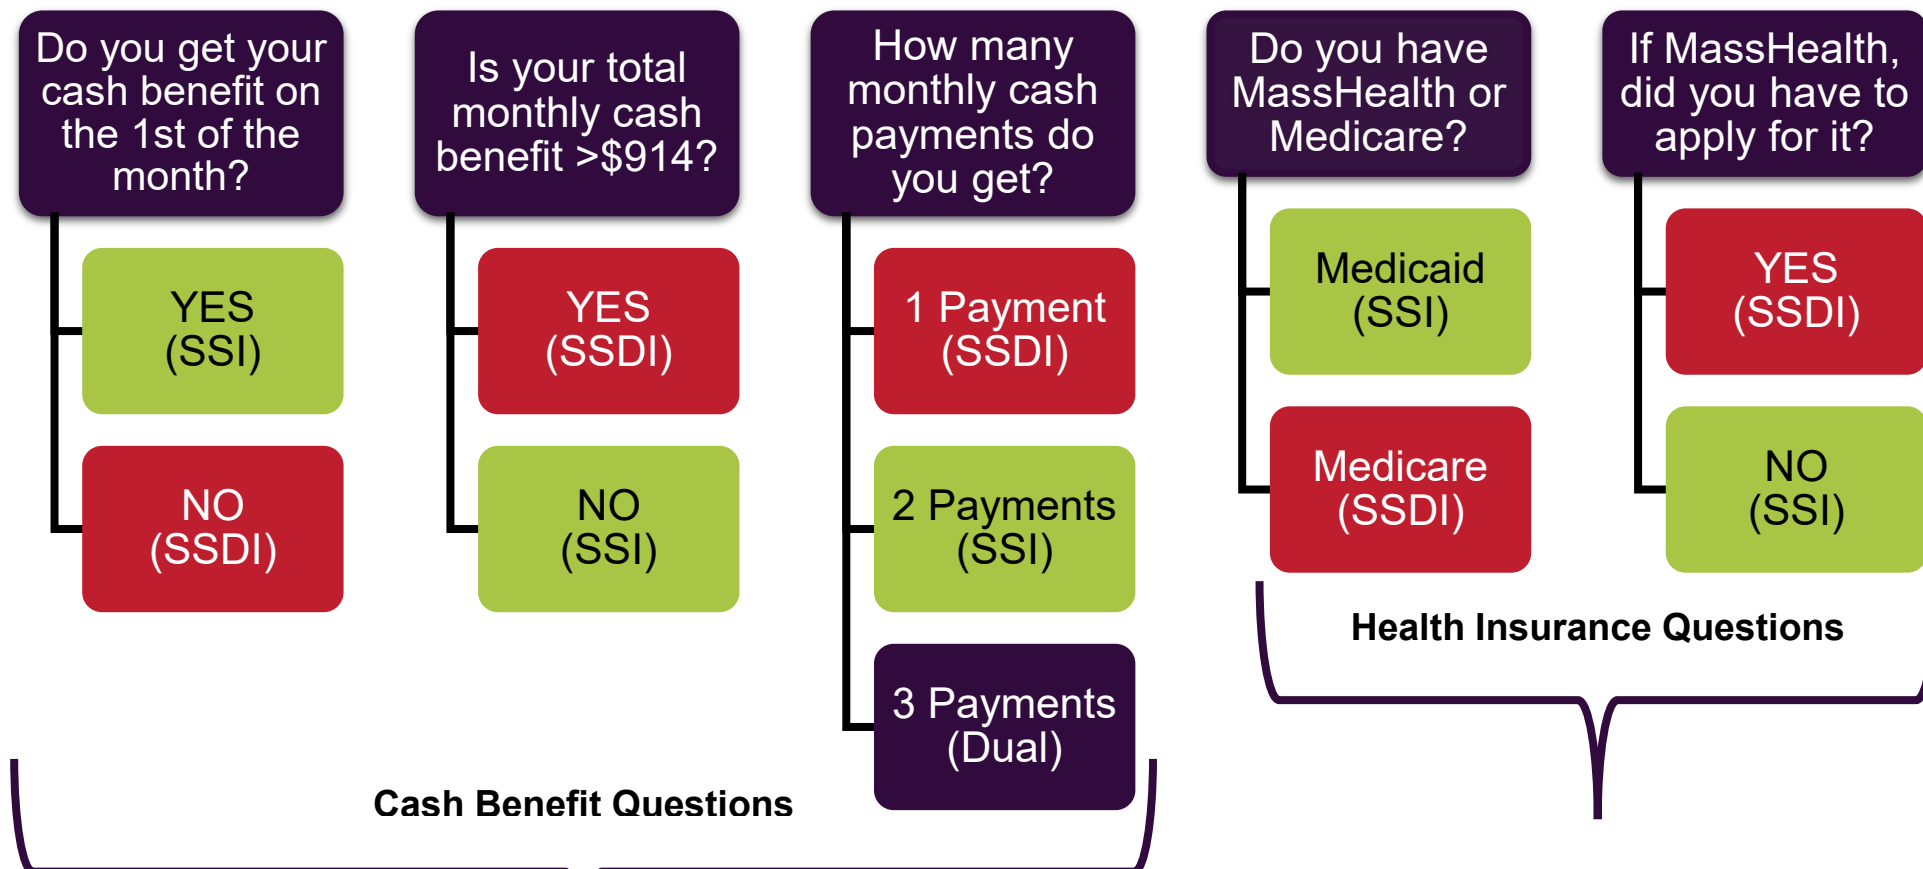 Do you get your
cash benefit on
the 1st of the
month?
YES
(SSI)
NO
(SSDI)
Is your total
monthly cash
benefit >$914?
YES
(SSDI)
NO
(SSI)
How many
monthly cash
payments do
you get?
1 Payment
(SSDI)
2 Payments
(SSI)
3 Payments
(Dual)
Cash Benefit Questions
Do you have
MassHealth or
Medicare?
Medicaid
(SSI)
Medicare
(SSDI)
If MassHealth,
did you have to
apply for it?
YES
(SSDI)
NO
(SSI)
Health Insurance Questions